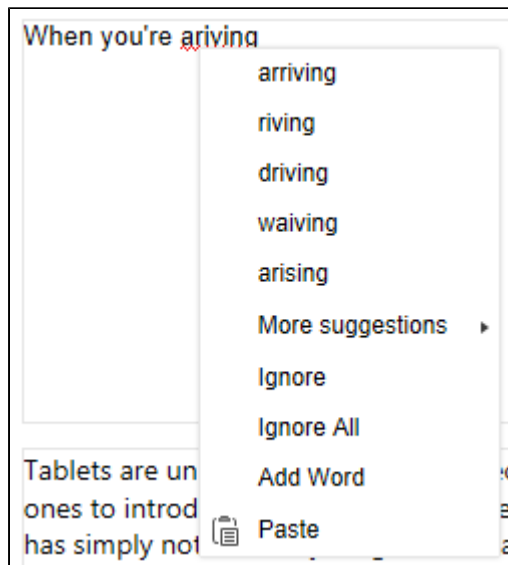 When you're ariving
arriving
riving
driving
waiving
arising
More suggestions
Ignore
Ignore All
Add Word
Paste
Tablets are un
ones to introd
has simply not